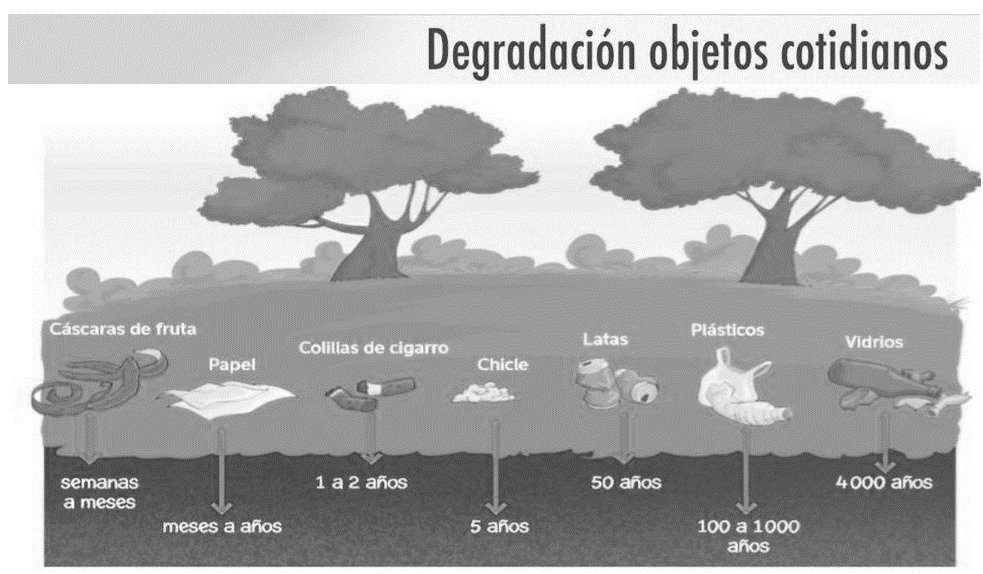 Degradación objetos cotidianos
Cáscaras de fruta
Papel
Colillas de cigarro
Chicle
Latas
Plásticos
Vidrios
semanas
a meses
meses a años
1 a 2 años
5 años
50 años
100 a 1000
años
4000 años